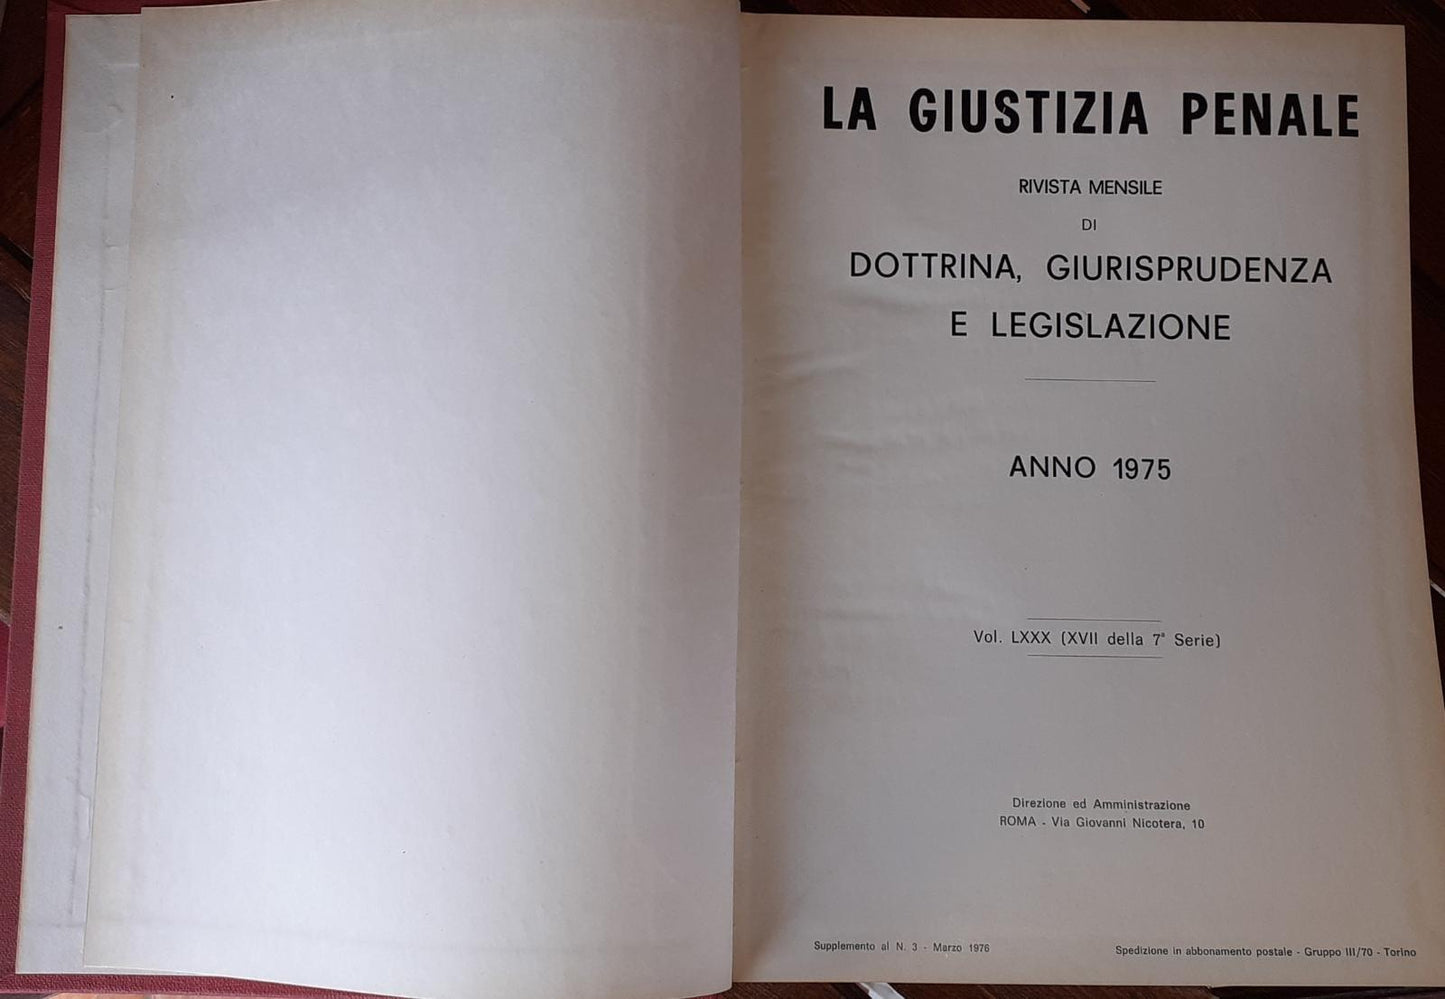 LA GIUSTIZIA PENALE
RIVISTA MENSILE
DI
DOTTRINA, GIURISPRUDENZA
E LEGISLAZIONE
ANNO 1975
Vol. LXXX (XVII della 7ª Serie)
Direzione ed Amministrazione
ROMA - Via Giovanni Nicotera, 10
Supplemento al N. 3 - Marzo 1976
Spedizione in abbonamento postale - Gruppo III/70 - Torino